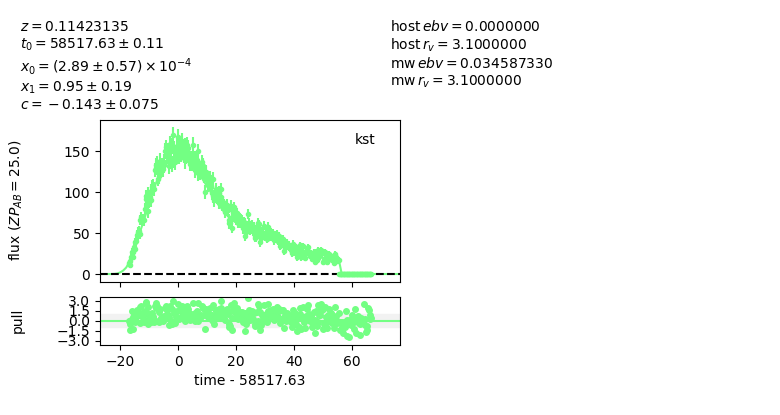 z = 0.11423135
t₀ = 58517.63 ± 0.11
x₀ = (2.89 ± 0.57) × 10⁻⁴
x₁ = 0.95 ± 0.19
c = −0.143 ± 0.075
host ebv = 0.0000000
host r_v = 3.1000000
mw ebv = 0.034587330
mw r_v = 3.1000000
kst
flux (ZP_AB = 25.0)
150
100
50
0
pull
3.0
1.5
0.0
−1.5
−3.0
−20 0 20 40 60
time - 58517.63